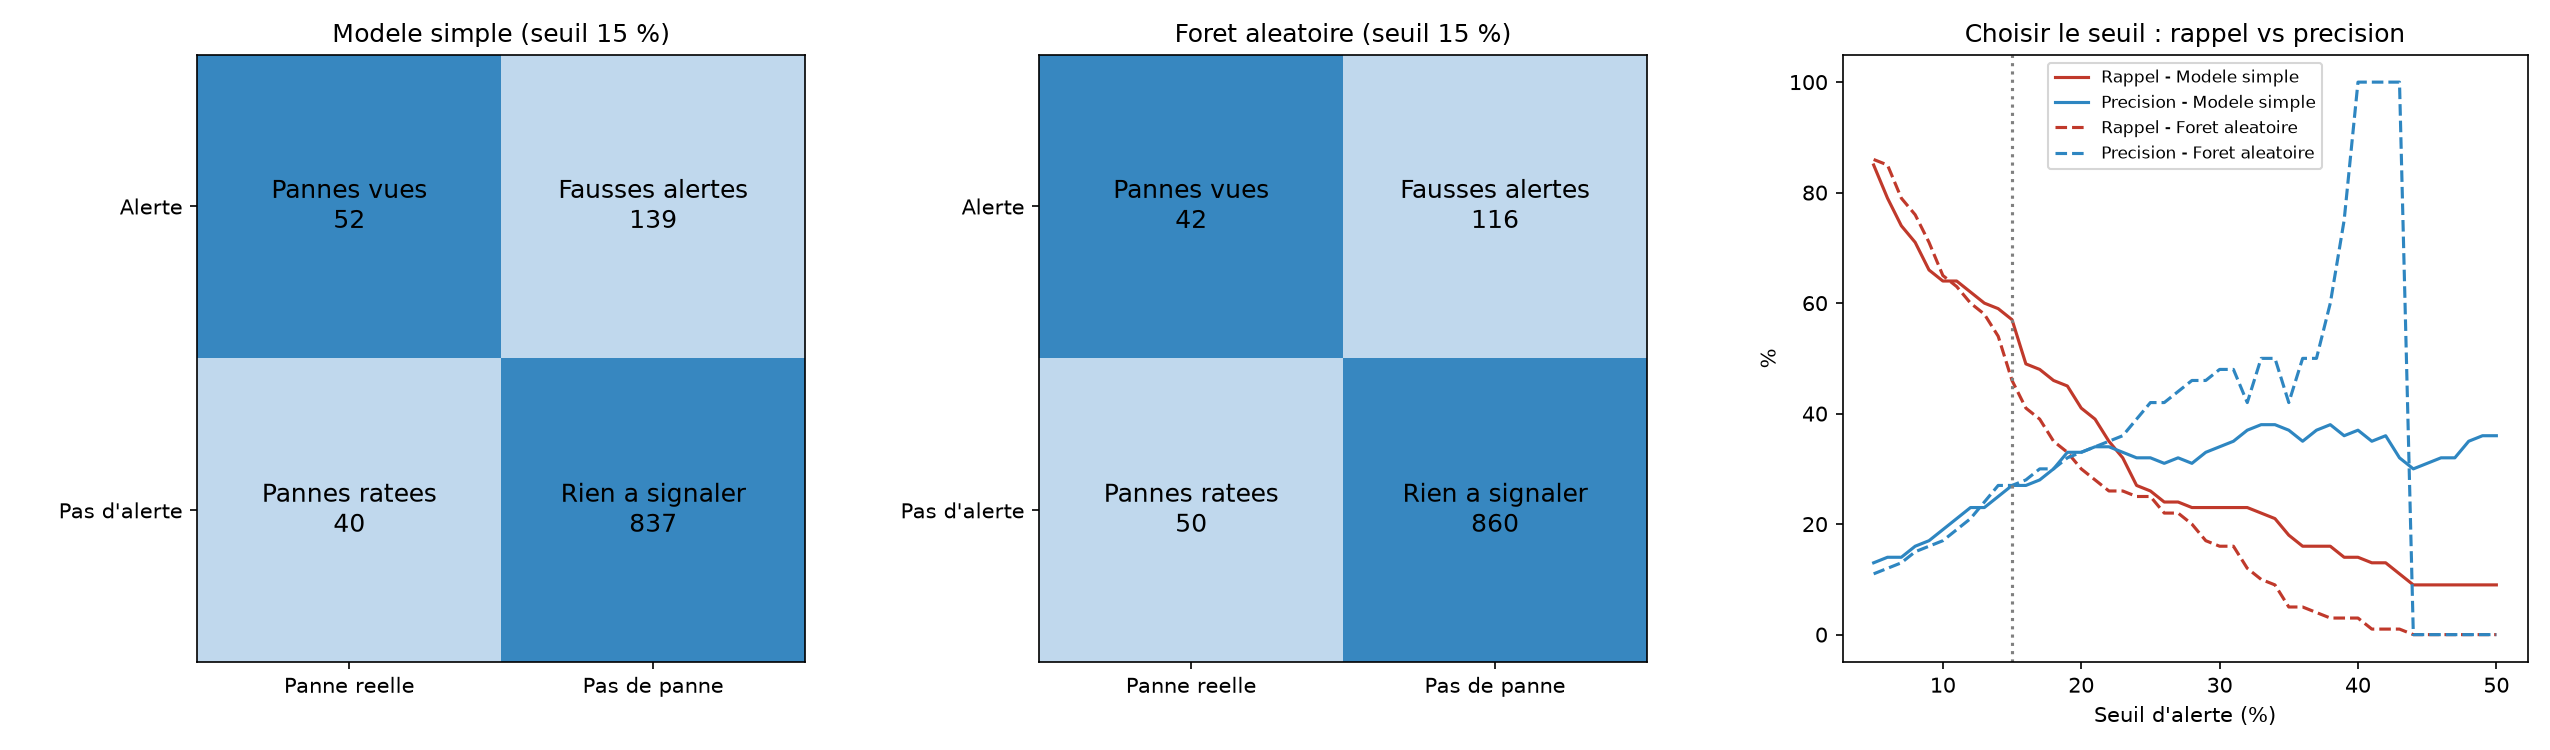 Modele simple (seuil 15 %)
Alerte
Pannes vues
52
Fausses alertes
139
Pas d'alerte
Pannes ratees
40
Rien a signaler
837
Panne reelle
Pas de panne
Foret aleatoire (seuil 15 %)
Alerte
Pannes vues
42
Fausses alertes
116
Pas d'alerte
Pannes ratees
50
Rien a signaler
860
Panne reelle
Pas de panne
Choisir le seuil : rappel vs precision
Rappel - Modele simple
Precision - Modele simple
Rappel - Foret aleatoire
Precision - Foret aleatoire
%
100
80
60
40
20
0
10
20
30
40
50
Seuil d'alerte (%)